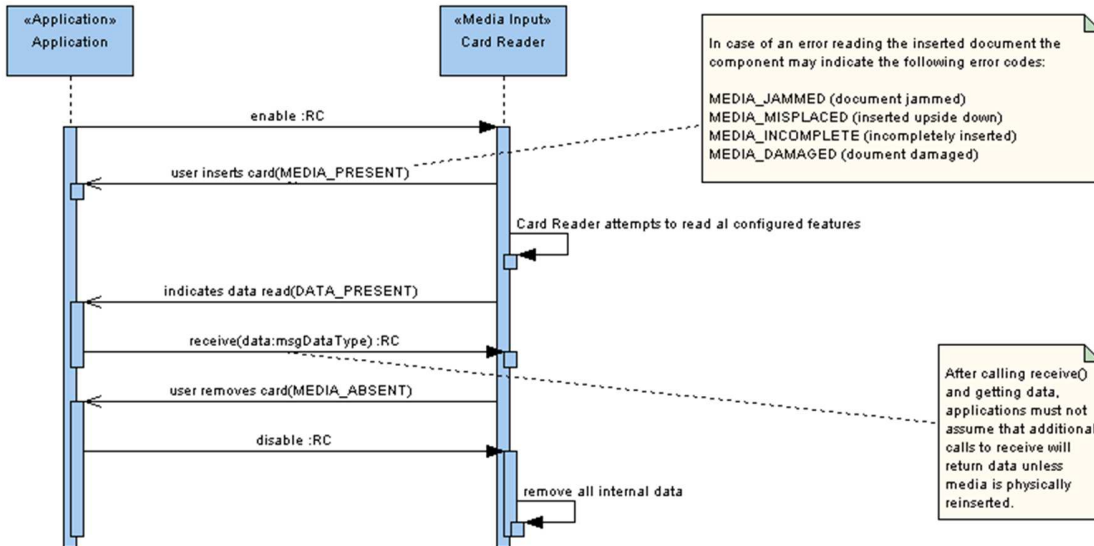 «Application»
Application
«Media Input»
Card Reader
In case of an error reading the inserted document the
component may indicate the following error codes:
MEDIA_JAMMED (document jammed)
MEDIA_MISPLACED (inserted upside down)
MEDIA_INCOMPLETE (incompletely inserted)
MEDIA_DAMAGED (doument damaged)
enable :RC
user inserts card(MEDIA_PRESENT)
Card Reader attempts to read al configured features
indicates data read(DATA_PRESENT)
receive(data:msgDataType) :RC
user removes card(MEDIA_ABSENT)
disable :RC
remove all internal data
After calling receive()
and getting data,
applications must not
assume that additional
calls to receive will
return data unless
media is physically
reinserted.